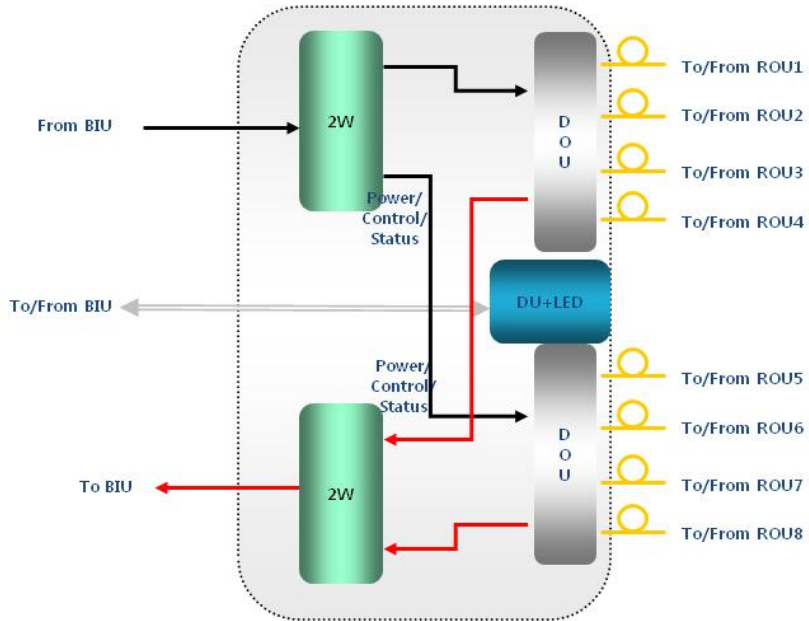 From BIU
2W
D
O
U
To/From ROU1
To/From ROU2
To/From ROU3
To/From ROU4
Power/
Control/
Status
To/From BIU
DU+LED
Power/
Control/
Status
To BIU
2W
D
O
U
To/From ROU5
To/From ROU6
To/From ROU7
To/From ROU8